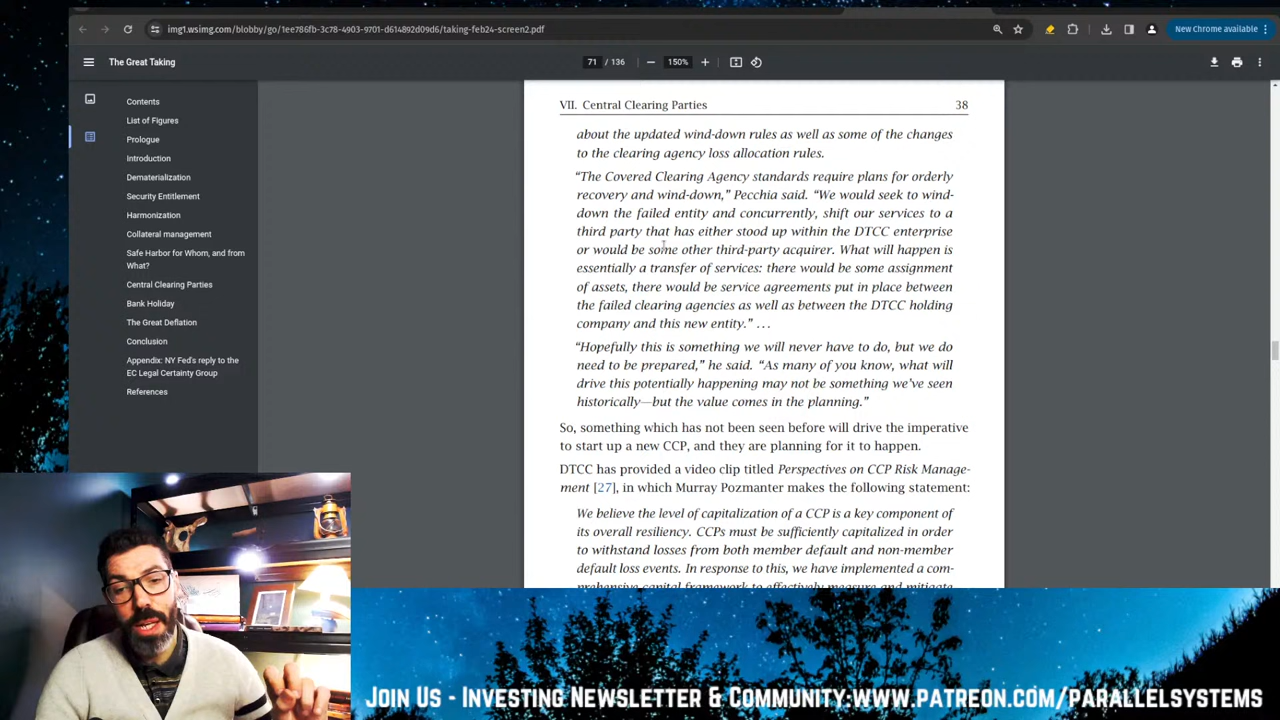 img1.wsimg.com/blobby/go/1ee786fb-3c78-4903-9701-d614892d09d6/taking-feb24-screen2.pdf
New Chrome available
The Great Taking
71 / 136
150%
Contents
List of Figures
Prologue
Introduction
Dematerialization
Security Entitlement
Harmonization
Collateral management
Safe Harbor for Whom, and from
What?
Central Clearing Parties
Bank Holiday
The Great Deflation
Conclusion
Appendix: NY Fed's reply to the
EC Legal Certainty Group
References
VII. Central Clearing Parties 38
about the updated wind-down rules as well as some of the changes
to the clearing agency loss allocation rules.
“The Covered Clearing Agency standards require plans for orderly
recovery and wind-down,” Pecchia said. “We would seek to wind-
down the failed entity and concurrently, shift our services to a
third party that has either stood up within the DTCC enterprise
or would be some other third-party acquirer. What will happen is
essentially a transfer of services: there would be some assignment
of assets, there would be service agreements put in place between
the failed clearing agencies as well as between the DTCC holding
company and this new entity.” ...
“Hopefully this is something we will never have to do, but we do
need to be prepared,” he said. “As many of you know, what will
drive this potentially happening may not be something we’ve seen
historically—but the value comes in the planning.”
So, something which has not been seen before will drive the imperative
to start up a new CCP, and they are planning for it to happen.
DTCC has provided a video clip titled Perspectives on CCP Risk Manage-
ment [27], in which Murray Pozmanter makes the following statement:
We believe the level of capitalization of a CCP is a key component of
its overall resiliency. CCPs must be sufficiently capitalized in order
to withstand losses from both member default and non-member
default loss events. In response to this, we have implemented a com-
prehensive capital framework to effectively measure and mitigate
Join Us - Investing Newsletter & Community:www.patreon.com/parallelsystems